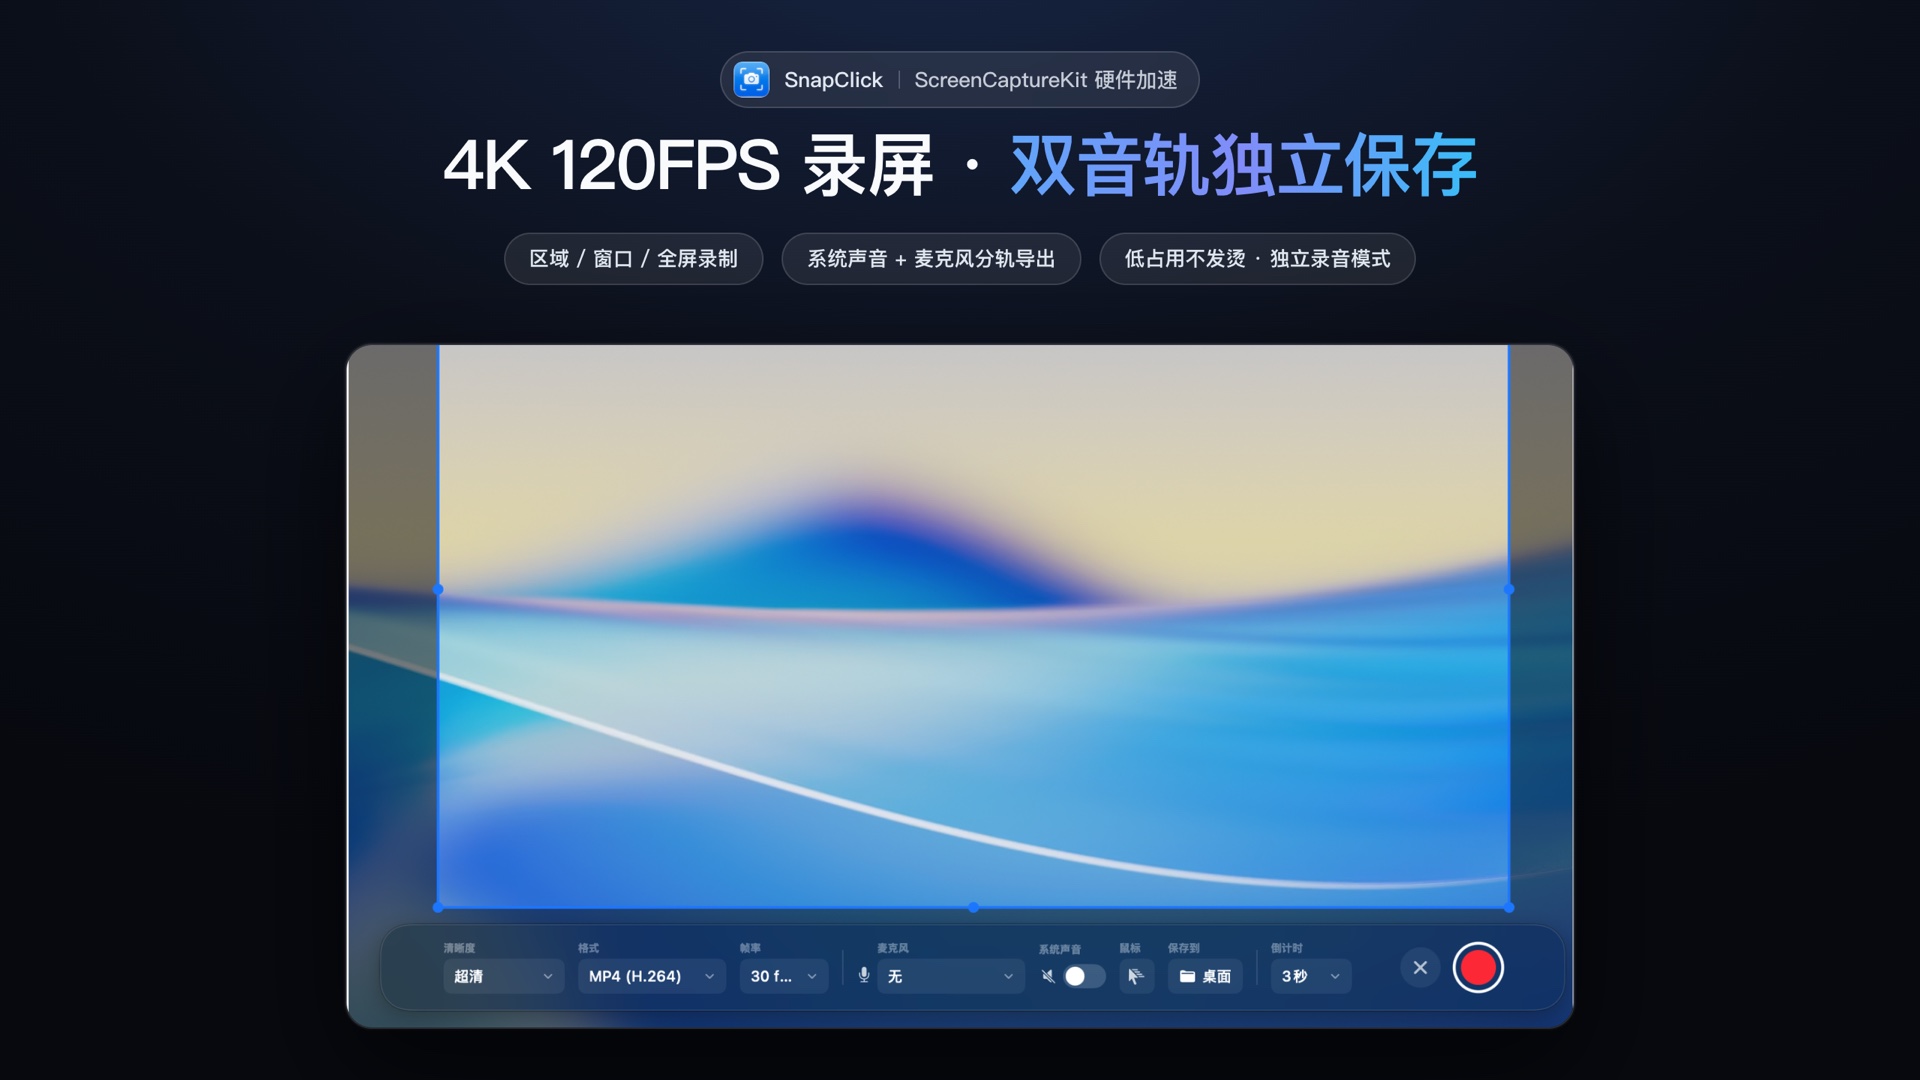 SnapClick | ScreenCaptureKit 硬件加速
4K 120FPS 录屏 · 双音轨独立保存
区域 / 窗口 / 全屏录制
系统声音 + 麦克风分轨导出
低占用不发烫 · 独立录音模式
清晰度 格式 帧率 麦克风 系统声音 鼠标 保存到 倒计时
超清 MP4 (H.264) 30 f... 无 桌面 3秒